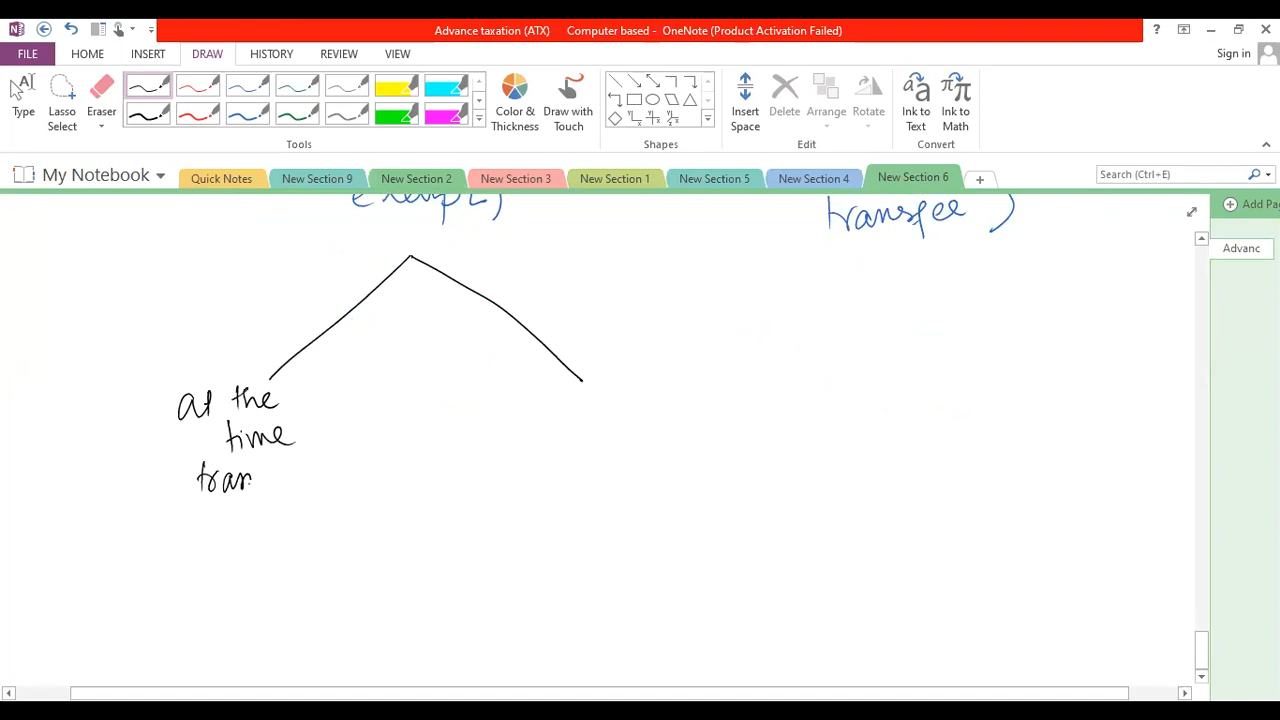 Advance taxation (ATX) Computer based - OneNote (Product Activation Failed)
FILE HOME INSERT DRAW HISTORY REVIEW VIEW Sign in
Type Lasso Select Eraser Color & Thickness Draw with Touch Insert Space Delete Arrange Rotate Ink to Text Ink to Math
Tools Shapes Edit Convert
My Notebook Quick Notes New Section 9 New Section 2 New Section 3 New Section 1 New Section 5 New Section 4 New Section 6 Search (Ctrl+E)
Add Pag
Advanc
transfee )
at the
time
tran